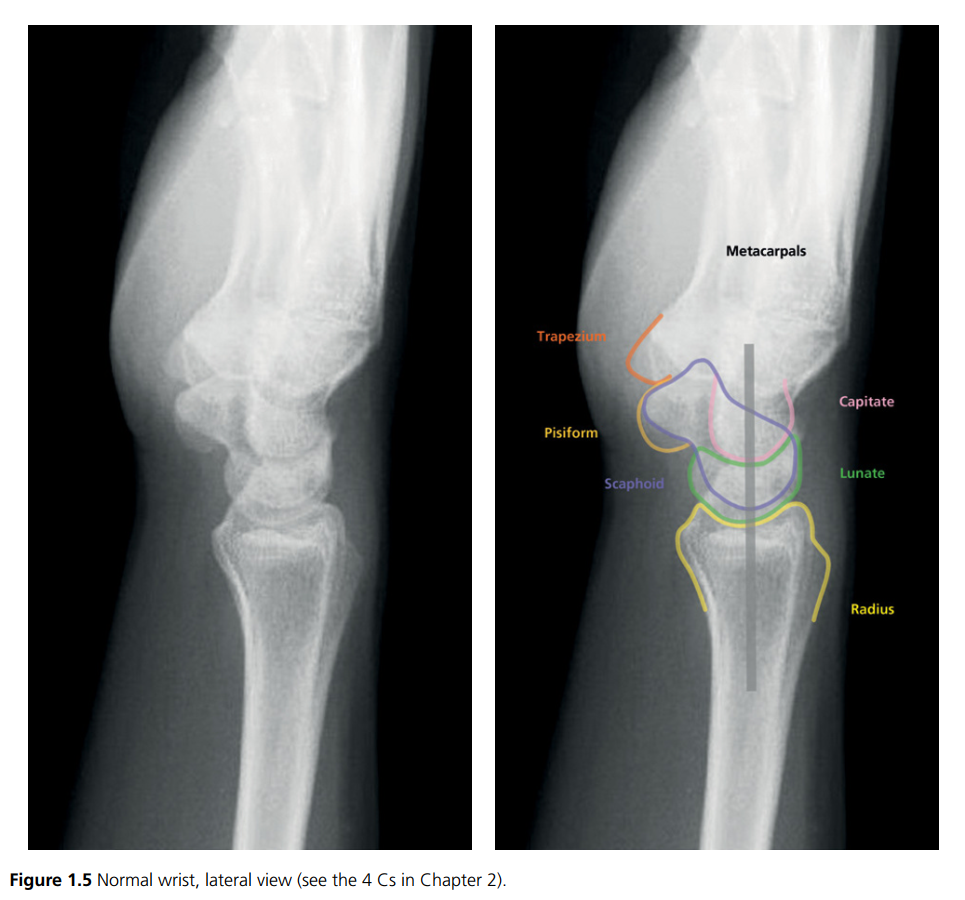 Metacarpals
Trapezium
Capitate
Pisiform
Lunate
Scaphoid
Radius
Figure 1.5 Normal wrist, lateral view (see the 4 Cs in Chapter 2).